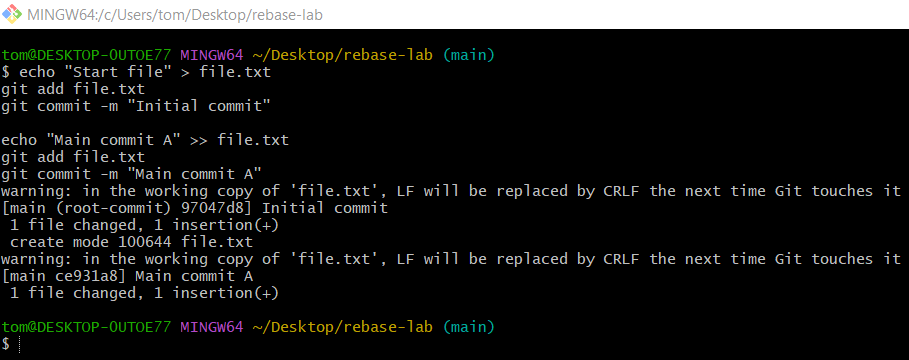 MINGW64:/c/Users/tom/Desktop/rebase-lab
tom@DESKTOP-OUTOE77 MINGW64 ~/Desktop/rebase-lab (main)
$ echo "Start file" > file.txt
git add file.txt
git commit -m "Initial commit"
echo "Main commit A" >> file.txt
git add file.txt
git commit -m "Main commit A"
warning: in the working copy of 'file.txt', LF will be replaced by CRLF the next time Git touches it
[main (root-commit) 97047d8] Initial commit
 1 file changed, 1 insertion(+)
 create mode 100644 file.txt
warning: in the working copy of 'file.txt', LF will be replaced by CRLF the next time Git touches it
[main ce931a8] Main commit A
 1 file changed, 1 insertion(+)
tom@DESKTOP-OUTOE77 MINGW64 ~/Desktop/rebase-lab (main)
$